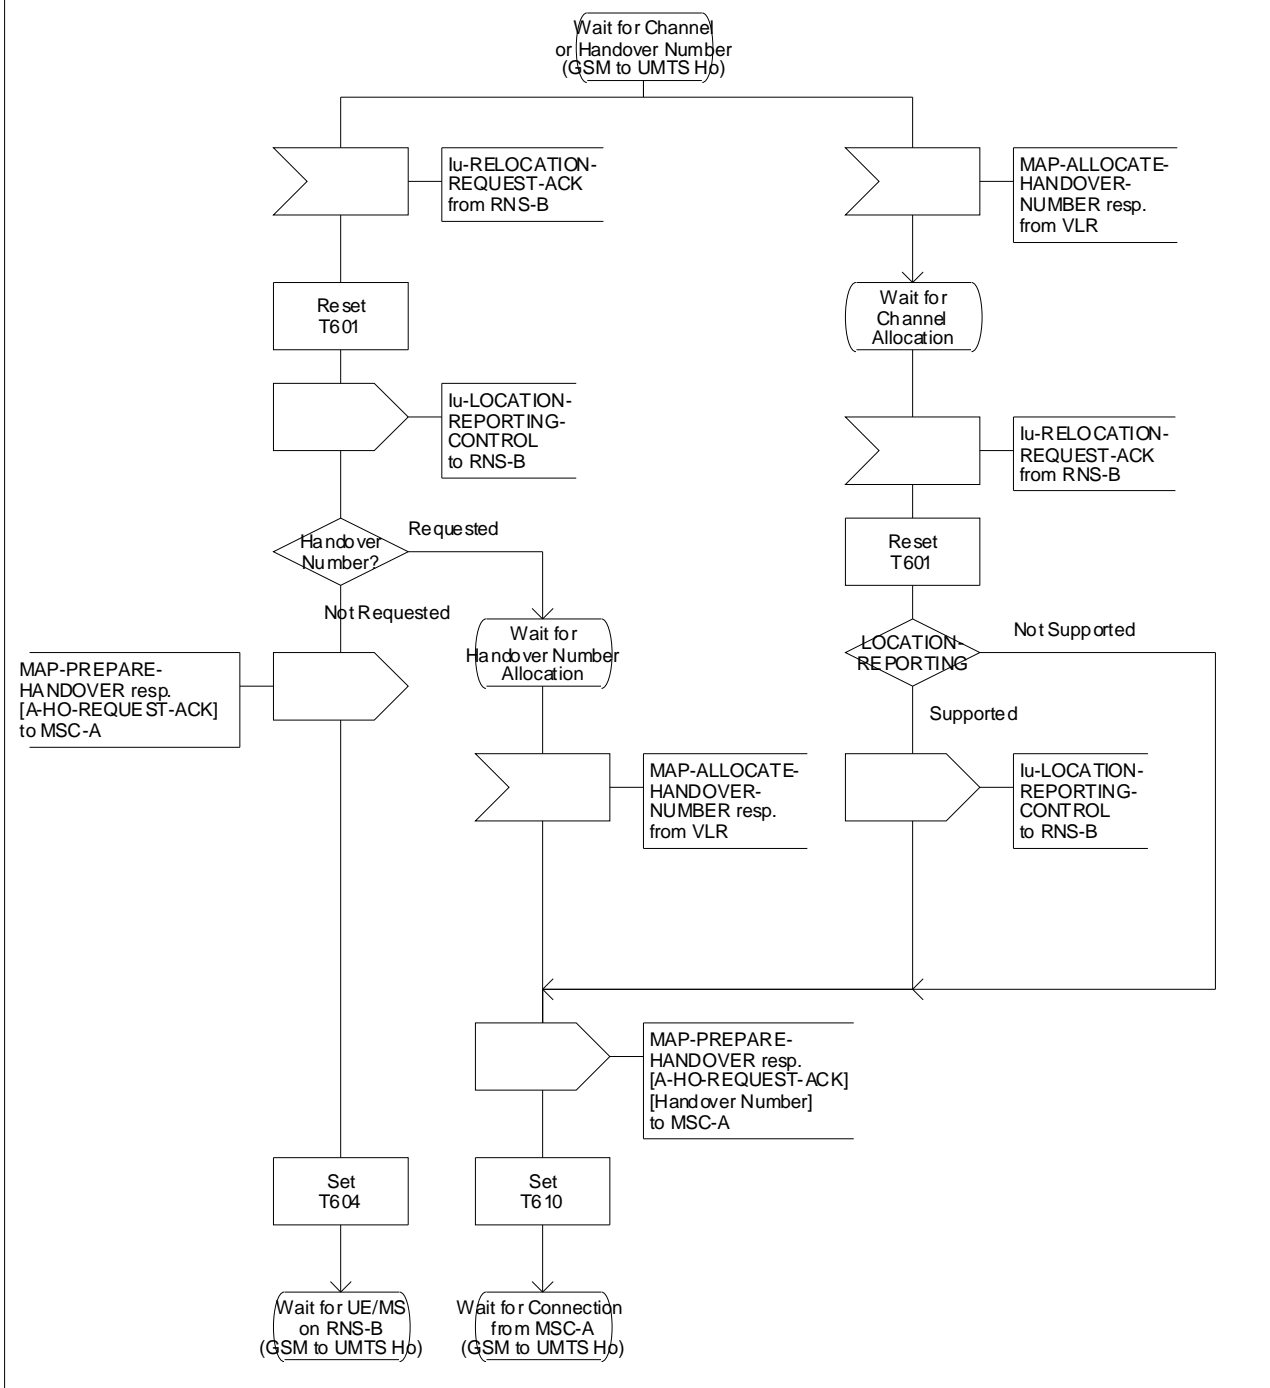 Wait for Channel
or Handover Number
(GSM to UMTS Ho)
Iu-RELOCATION-
REQUEST-ACK
from RNS-B
MAP-ALLOCATE-
HANDOVER-
NUMBER resp.
from VLR
Reset
T601
Wait for
Channel
Allocation
Iu-LOCATION-
REPORTING-
CONTROL
to RNS-B
Iu-RELOCATION-
REQUEST-ACK
from RNS-B
Handover
Number?
Requested
Not Requested
Reset
T601
Wait for
Handover Number
Allocation
LOCATION-
REPORTING
Not Supported
Supported
MAP-PREPARE-
HANDOVER resp.
[A-HO-REQUEST-ACK]
to MSC-A
MAP-ALLOCATE-
HANDOVER-
NUMBER resp.
from VLR
Iu-LOCATION-
REPORTING-
CONTROL
to RNS-B
MAP-PREPARE-
HANDOVER resp.
[A-HO-REQUEST-ACK]
[Handover Number]
to MSC-A
Set
T604
Set
T610
Wait for UE/MS
on RNS-B
(GSM to UMTS Ho)
Wait for Connection
from MSC-A
(GSM to UMTS Ho)